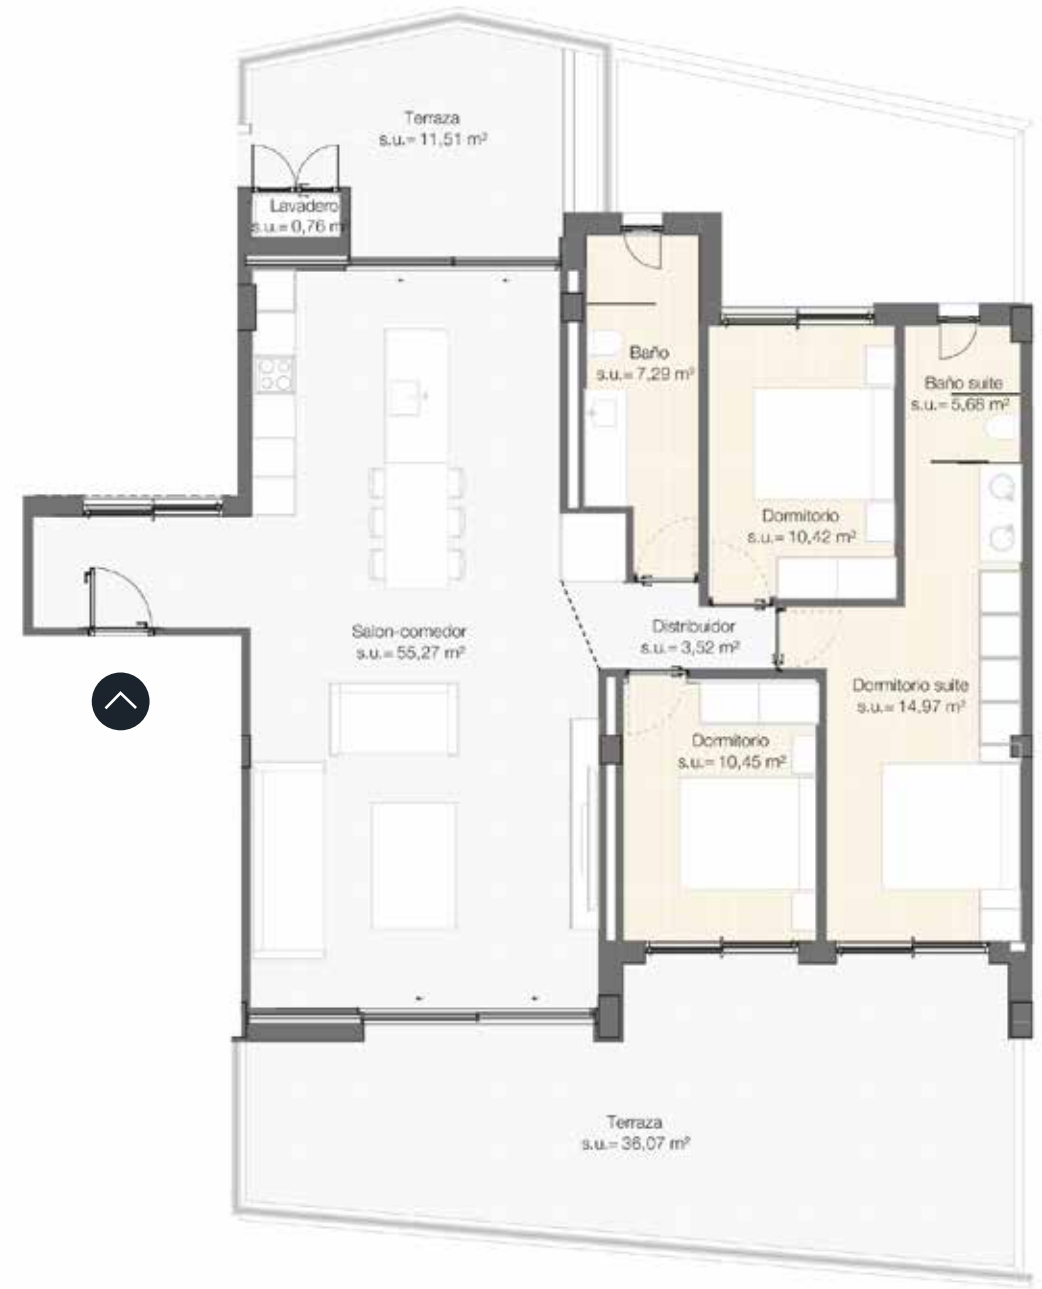 Terraza
s.u.= 11,51 m²
Lavadero
s.u.= 0,76 m
Baño
s.u.= 7,29 m²
Baño suite
s.u.= 5,68 m²
Dormitorio
s.u.= 10,42 m²
Salon-comedor
s.u.= 55,27 m²
Distribuidor
s.u.= 3,52 m²
Dormitorio suite
s.u.= 14,97 m²
Dormitorio
s.u.= 10,45 m²
Terraza
s.u.= 36,07 m²